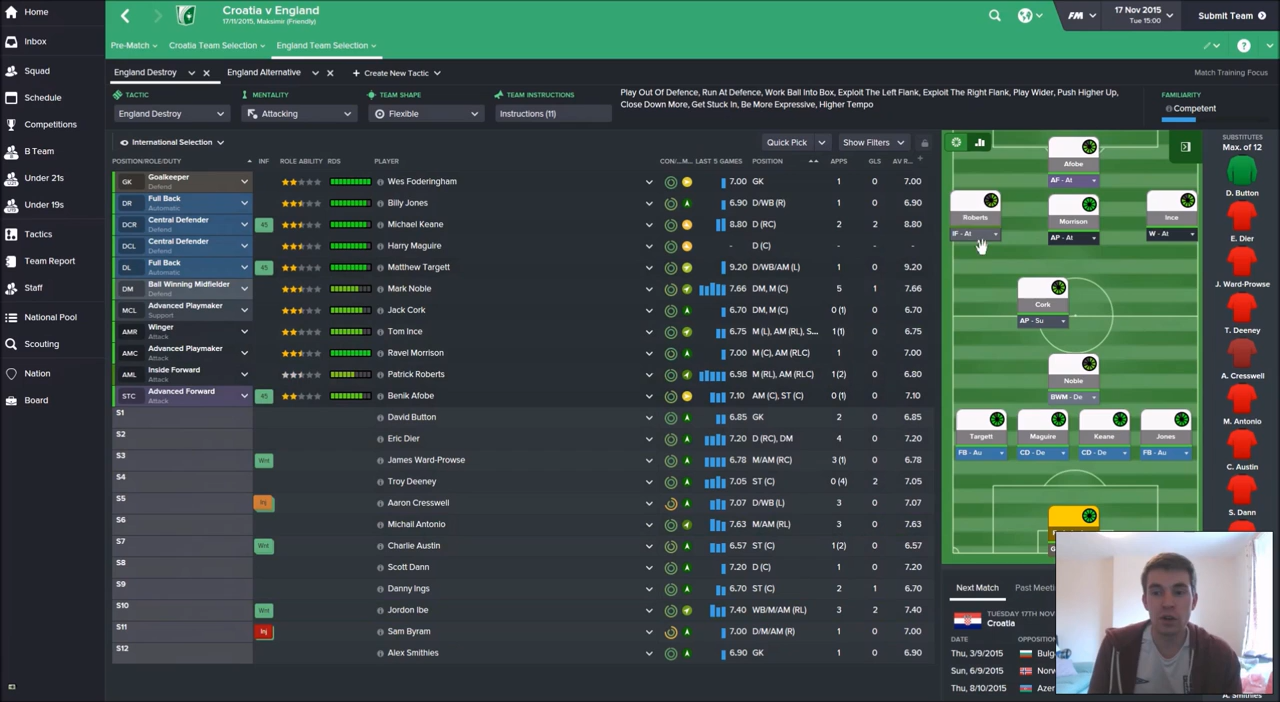 Home
Inbox
Squad
Schedule
Competitions
B Team
Under 21s
Under 19s
Tactics
Team Report
Staff
National Pool
Scouting
Nation
Board
Croatia v England
17/11/2015, Maksimir (Friendly)
FM
17 Nov 2015
Tue 15:00
Submit Team
Pre-Match
Croatia Team Selection
England Team Selection
?
England Destroy
England Alternative
Create New Tactic
Match Training Focus
TACTIC
England Destroy
MENTALITY
Attacking
TEAM SHAPE
Flexible
TEAM INSTRUCTIONS
Instructions (11)
Play Out Of Defence, Run At Defence, Work Ball Into Box, Exploit The Left Flank, Exploit The Right Flank, Play Wider, Push Higher Up,
Close Down More, Get Stuck In, Be More Expressive, Higher Tempo
FAMILIARITY
Competent
International Selection
Quick Pick
Show Filters
POSITION/ROLE/DUTY INF ROLE ABILITY RDS PLAYER CON/...M... LAST 5 GAMES POSITION APPS GLS AV R...
GK Goalkeeper Defend Wes Foderingham 7.00 GK 1 0 7.00
DR Full Back Automatic Billy Jones 6.90 D/WB (R) 1 0 6.90
DCR Central Defender Defend 45 Michael Keane 8.80 D (RC) 2 2 8.80
DCL Central Defender Defend Harry Maguire - D (C) - - -
DL Full Back Automatic 45 Matthew Targett 9.20 D/WB/AM (L) 1 0 9.20
DM Ball Winning Midfielder Defend Mark Noble 7.66 DM, M (C) 5 1 7.66
MCL Advanced Playmaker Support Jack Cork 6.70 DM, M (C) 0 (1) 0 6.70
AMR Winger Attack Tom Ince 6.75 M (L), AM (RL), S... 1 (1) 0 6.75
AMC Advanced Playmaker Attack Ravel Morrison 7.00 M (C), AM (RLC) 1 0 7.00
AML Inside Forward Attack Patrick Roberts 6.98 M (RL), AM (RLC) 1 (2) 0 6.80
STC Advanced Forward Attack 45 Benik Afobe 7.10 AM (C), ST (C) 1 0 7.10
S1 David Button 6.85 GK 2 0 6.85
S2 Eric Dier 7.20 D (RC), DM 4 0 7.20
S3 Wnt James Ward-Prowse 6.78 M/AM (RC) 3 (1) 0 6.78
S4 Troy Deeney 7.05 ST (C) 0 (4) 2 7.05
S5 Inj Aaron Cresswell 7.07 D/WB (L) 3 0 7.07
S6 Michail Antonio 7.63 M/AM (RL) 3 0 7.63
S7 Wnt Charlie Austin 6.57 ST (C) 1 (2) 0 6.57
S8 Scott Dann 7.20 D (C) 1 0 7.20
S9 Danny Ings 6.70 ST (C) 2 1 6.70
S10 Wnt Jordon Ibe 7.40 WB/M/AM (RL) 3 2 7.40
S11 Inj Sam Byram 7.00 D/M/AM (R) 1 0 7.00
S12 Alex Smithies 6.90 GK 1 0 6.90
Afobe
AF - At
Roberts
IF - At
Morrison
AP - At
Ince
W - At
Cork
AP - Su
Noble
BWM - De
Targett
FB - Au
Maguire
CD - De
Keane
CD - De
Jones
FB - Au
SUBSTITUTES
Max. of 12
D. Button
E. Dier
J. Ward-Prowse
T. Deeney
A. Cresswell
M. Antonio
C. Austin
S. Dann
A. Smithies
Next Match
Past Meeti
TUESDAY 17TH NOV
Croatia
DATE OPPOSITION
Thu, 3/9/2015 Bulg
Sun, 6/9/2015 Norw
Thu, 8/10/2015 Azer